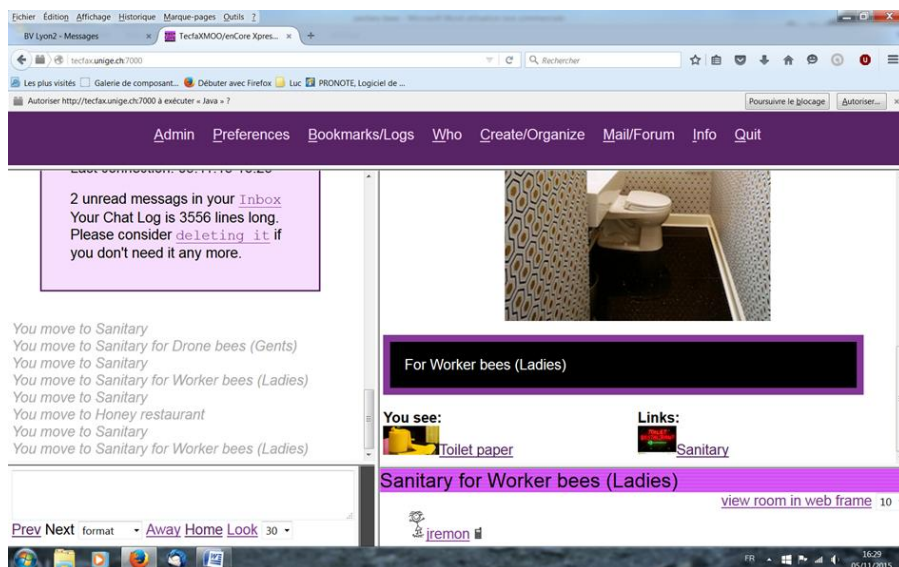 Fichier Édition Affichage Historique Marque-pages Outils ?
BV Lyon2 - Messages × TecfaXMOO/enCore Xpres... × +
tecfax.unige.ch:7000 Rechercher
Les plus visités Galerie de composant... Débuter avec Firefox Luc PRONOTE, Logiciel de ...
Autoriser http://tecfax.unige.ch:7000 à exécuter « Java » ? Poursuivre le blocage Autoriser... ×
Admin Preferences Bookmarks/Logs Who Create/Organize Mail/Forum Info Quit
2 unread messags in your Inbox
Your Chat Log is 3556 lines long.
Please consider deleting it if
you don't need it any more.
You move to Sanitary
You move to Sanitary for Drone bees (Gents)
You move to Sanitary
You move to Sanitary for Worker bees (Ladies)
You move to Sanitary
You move to Honey restaurant
You move to Sanitary
You move to Sanitary for Worker bees (Ladies)
Prev Next format Away Home Look 30
For Worker bees (Ladies)
You see: Links:
Toilet paper Sanitary
Sanitary for Worker bees (Ladies)
view room in web frame 10
jremon
FR 16:29
05/11/2015